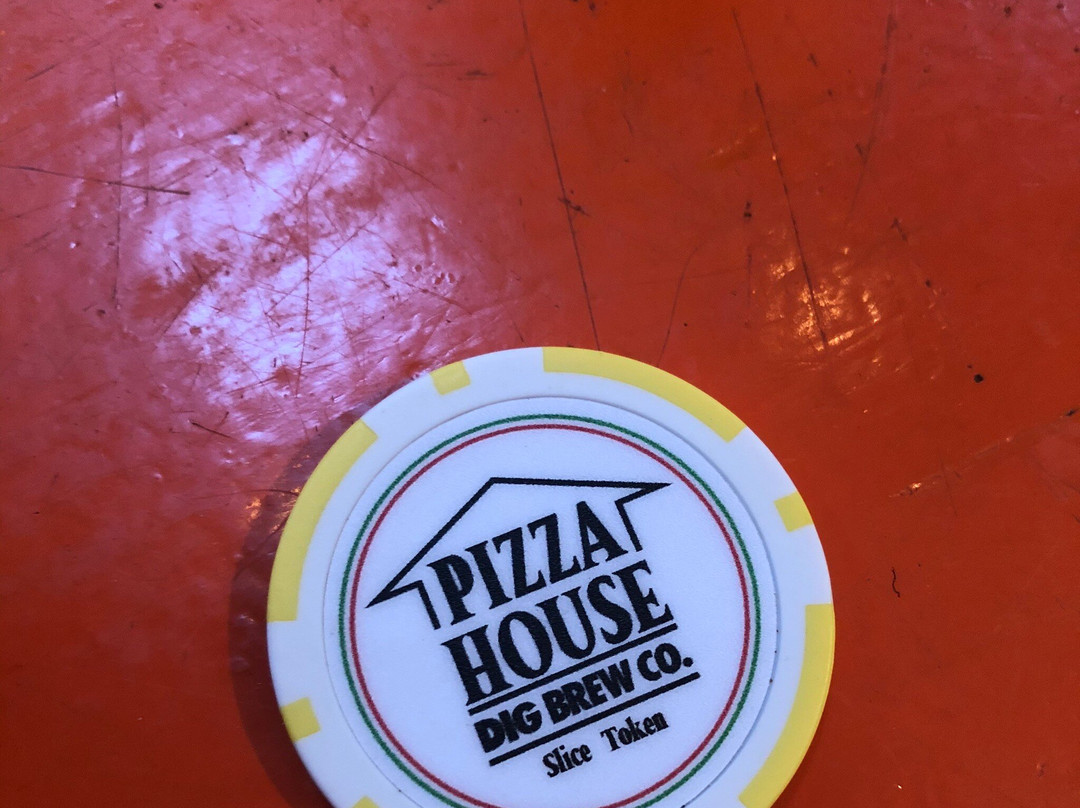 PIZZA
HOUSE
DIG BREW CO.
Slice Token